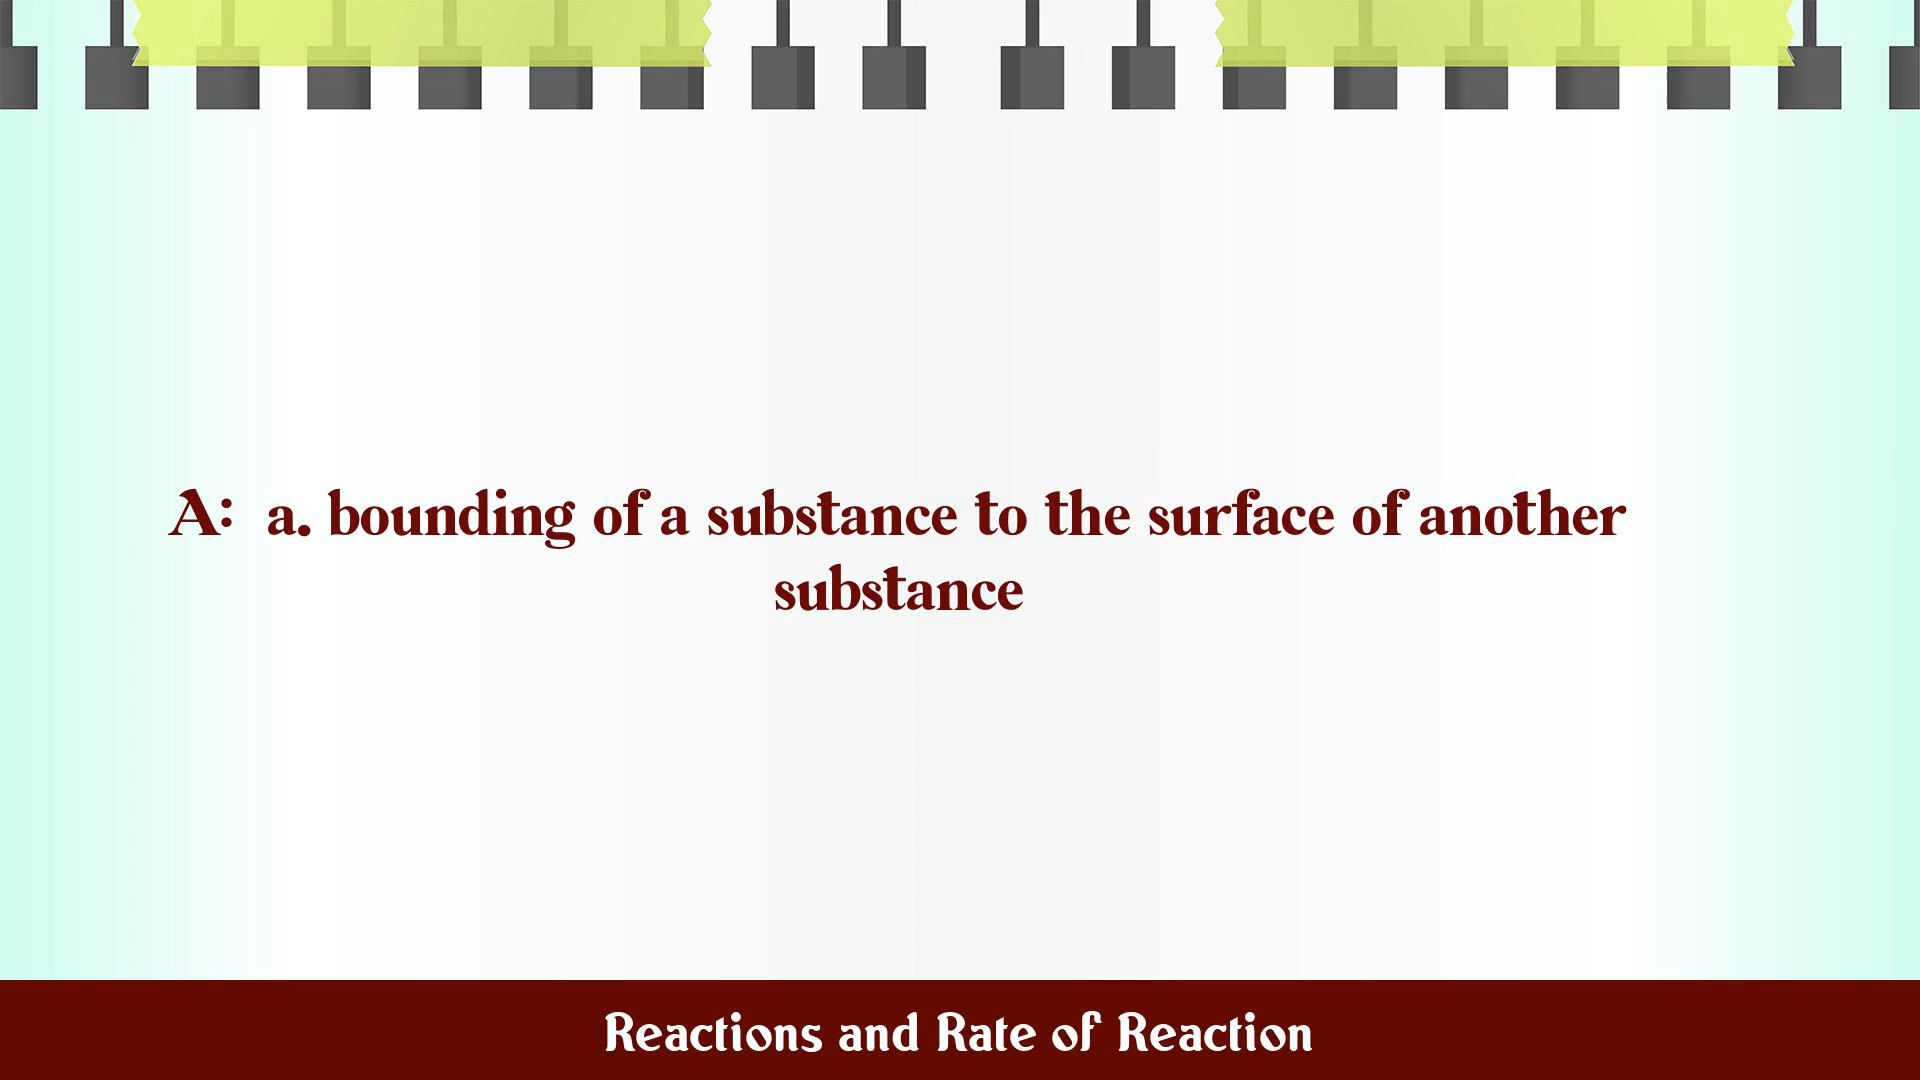 A: a. bounding of a substance to the surface of another
substance
Reactions and Rate of Reaction